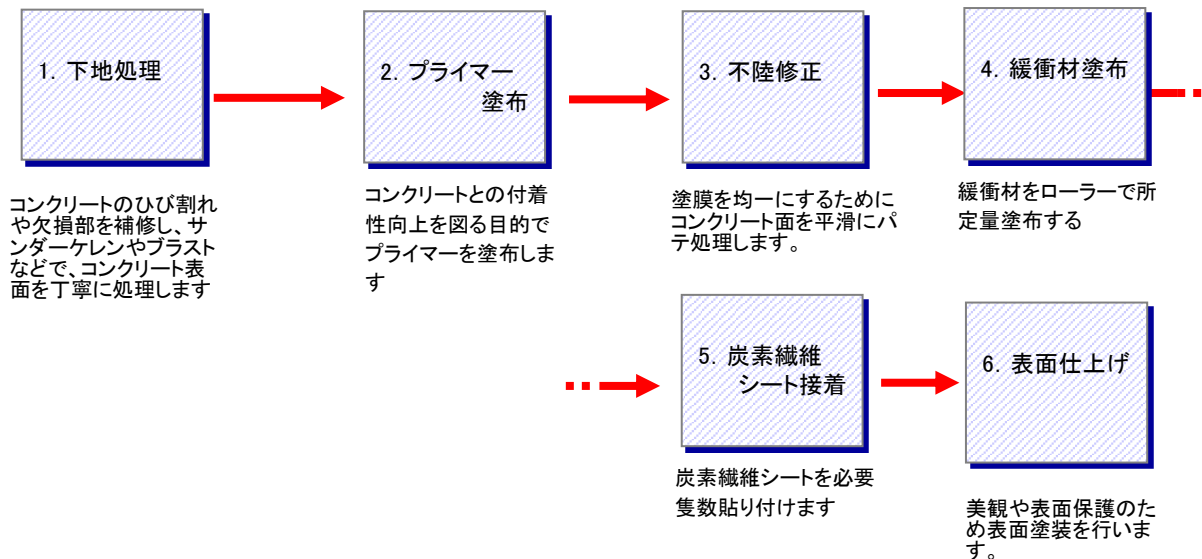 1. 下地処理
2. プライマー
塗布
3. 不陸修正
4. 緩衝材塗布
コンクリートのひび割れ
や欠損部を補修し、サ
ンダーケレンやブラスト
などで、コンクリート表
面を丁寧に処理します
コンクリートとの付着
性向上を図る目的で
プライマーを塗布しま
す
塗膜を均一にするために
コンクリート面を平滑にパ
テ処理します。
緩衝材をローラーで所
定量塗布する
5. 炭素繊維
シート接着
6. 表面仕上げ
炭素繊維シートを必要
隻数貼り付けます
美観や表面保護のた
め表面塗装を行いま
す。